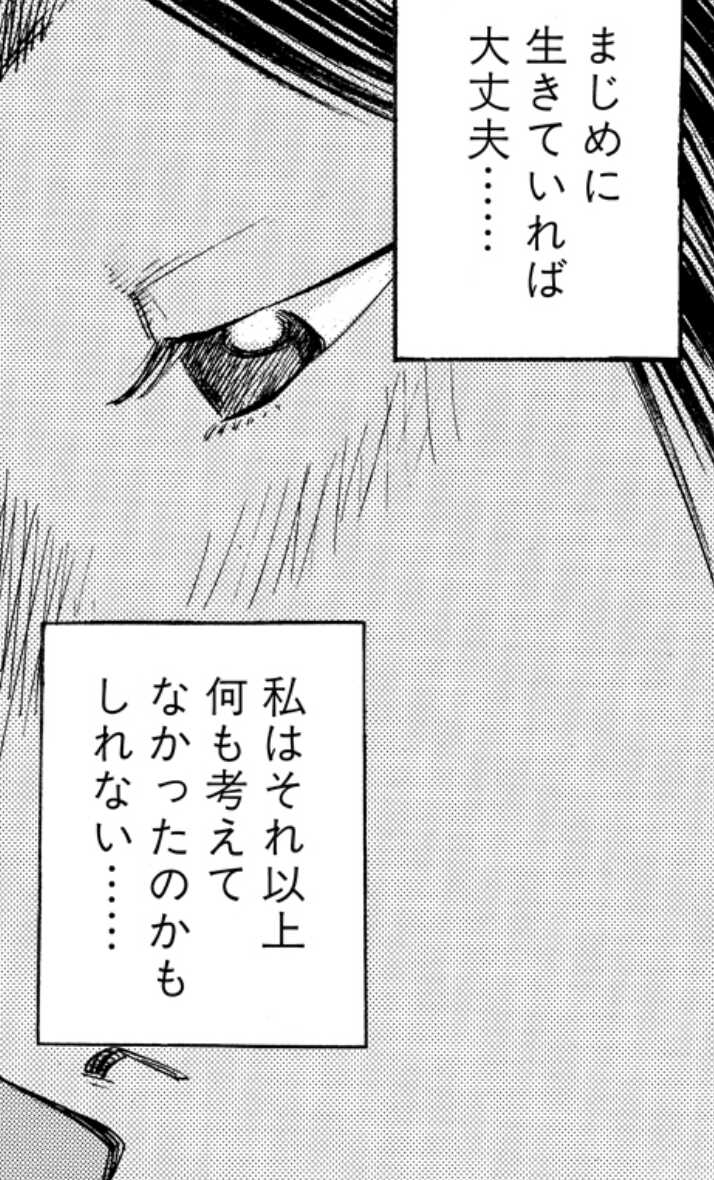 まじめに
生きていれば
大丈夫……
私はそれ以上
何も考えて
なかったのかも
しれない……